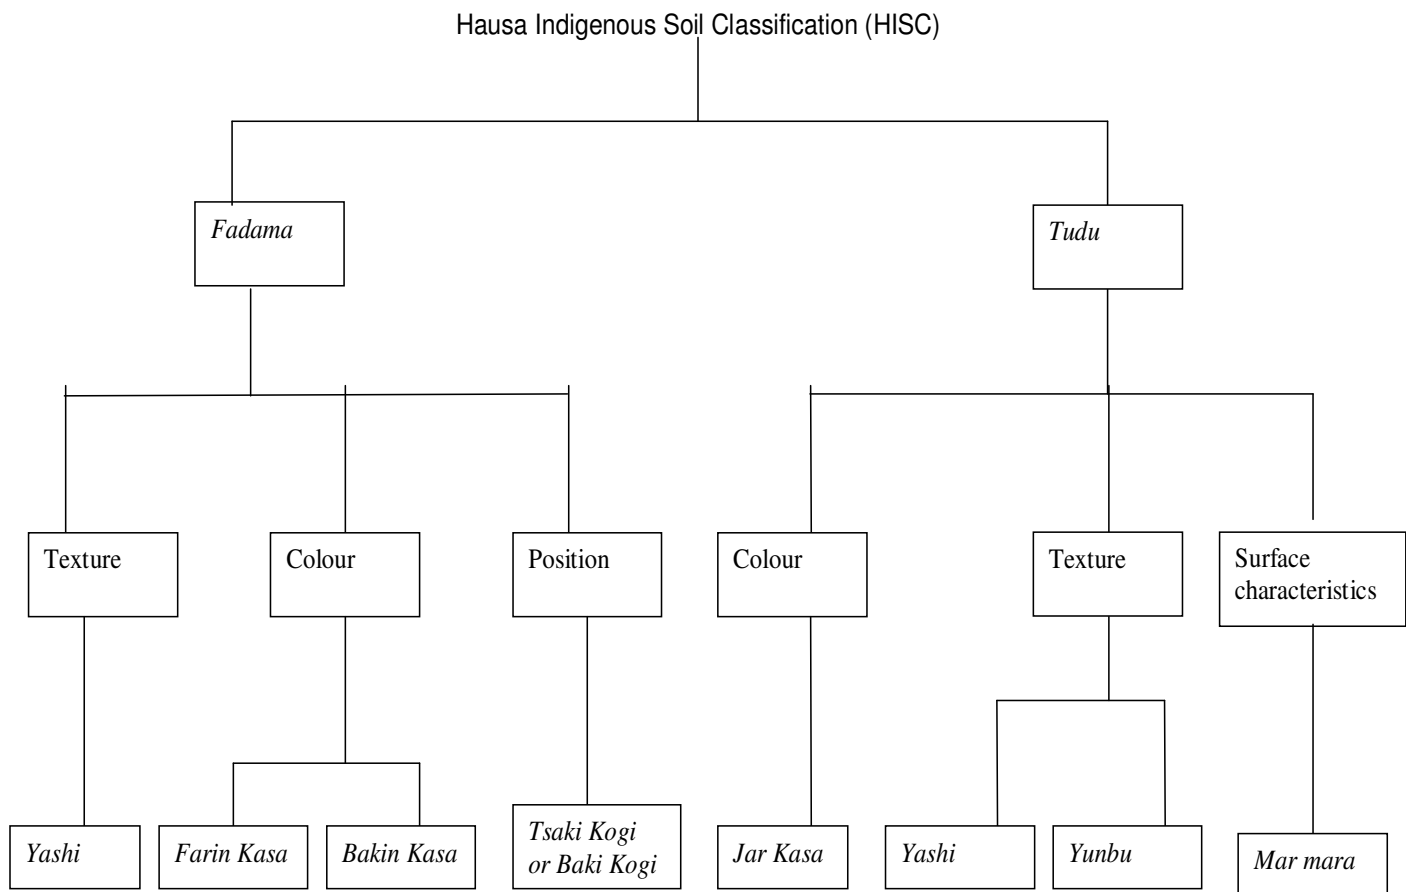 Hausa Indigenous Soil Classification (HISC)
Fadama
Tudu
Texture
Colour
Position
Colour
Texture
Surface
characteristics
Yashi
Farin Kasa
Bakin Kasa
Tsaki Kogi
or Baki Kogi
Jar Kasa
Yashi
Yunbu
Mar mara